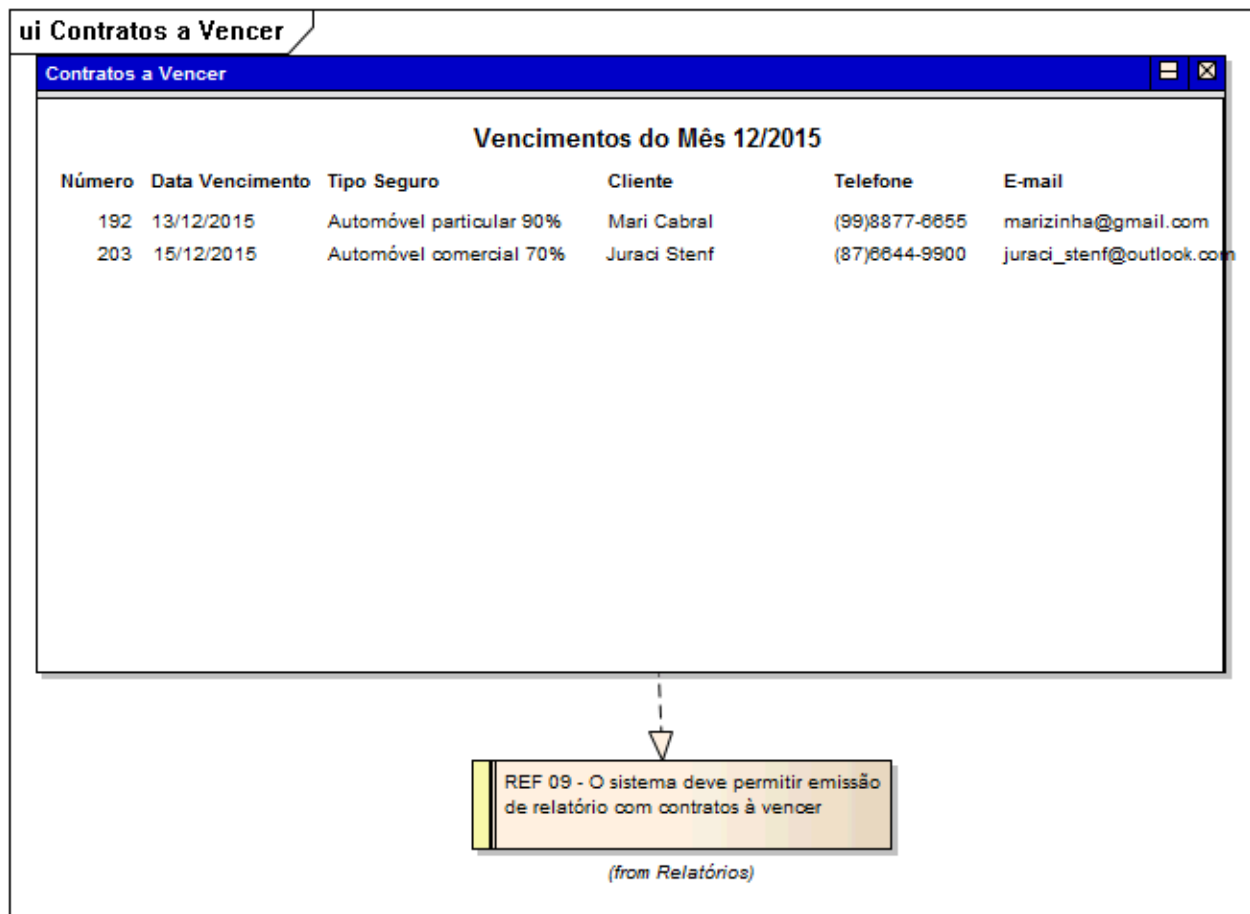 ui Contratos a Vencer
Contratos a Vencer
Vencimentos do Mês 12/2015
Número Data Vencimento Tipo Seguro Cliente Telefone E-mail
192 13/12/2015 Automóvel particular 90% Mari Cabral (99)8877-6655 marizinha@gmail.com
203 15/12/2015 Automóvel comercial 70% Juraci Stenf (87)6644-9900 juraci_stenf@outlook.com
REF 09 - O sistema deve permitir emissão
de relatório com contratos à vencer
(from Relatórios)